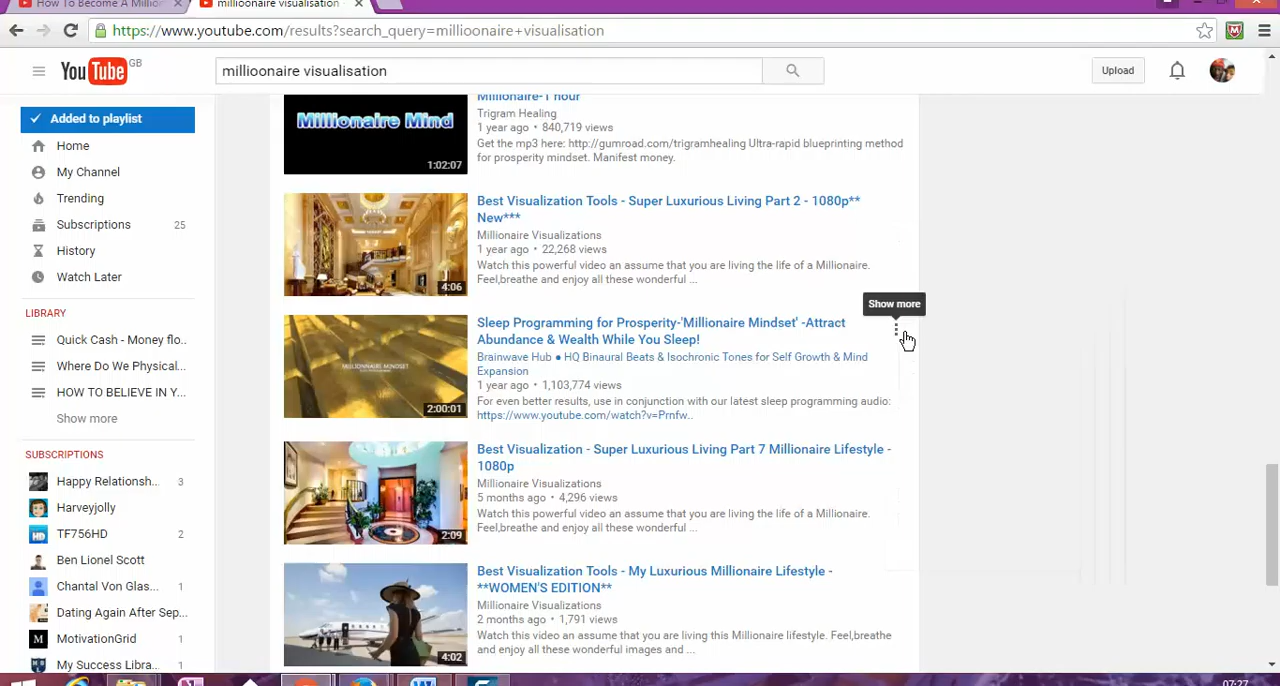 How To Become A Million
millioonaire visualisation
https://www.youtube.com/results?search_query=millioonaire+visualisation
YouTube GB
millioonaire visualisation
Upload
Added to playlist
Home
My Channel
Trending
Subscriptions 25
History
Watch Later
LIBRARY
Quick Cash - Money flo..
Where Do We Physical...
HOW TO BELIEVE IN Y...
Show more
SUBSCRIPTIONS
Happy Relationsh... 3
Harveyjolly
TF756HD 2
Ben Lionel Scott
Chantal Von Glas... 1
Dating Again After Sep...
MotivationGrid 1
My Success Libra... 1
Millionaire-1 hour
Trigram Healing
1 year ago • 840,719 views
Get the mp3 here: http://gumroad.com/trigramhealing Ultra-rapid blueprinting method
for prosperity mindset. Manifest money.
Millionaire Mind
1:02:07
Best Visualization Tools - Super Luxurious Living Part 2 - 1080p**
New***
Millionaire Visualizations
1 year ago • 22,268 views
Watch this powerful video an assume that you are living the life of a Millionaire.
Feel,breathe and enjoy all these wonderful ...
4:06
Show more
Sleep Programming for Prosperity-'Millionaire Mindset' -Attract
Abundance & Wealth While You Sleep!
Brainwave Hub ● HQ Binaural Beats & Isochronic Tones for Self Growth & Mind
Expansion
1 year ago • 1,103,774 views
For even better results, use in conjunction with our latest sleep programming audio:
https://www.youtube.com/watch?v=Prnfw..
MILLIONNAIRE MINDSET
2:00:01
Best Visualization - Super Luxurious Living Part 7 Millionaire Lifestyle -
1080p
Millionaire Visualizations
5 months ago • 4,296 views
Watch this powerful video an assume that you are living the life of a Millionaire.
Feel,breathe and enjoy all these wonderful ...
2:09
Best Visualization Tools - My Luxurious Millionaire Lifestyle -
**WOMEN'S EDITION**
Millionaire Visualizations
2 months ago • 1,791 views
Watch this video an assume that you are living this Millionaire lifestyle. Feel,breathe
and enjoy all these wonderful images and ...
4:02
07:27